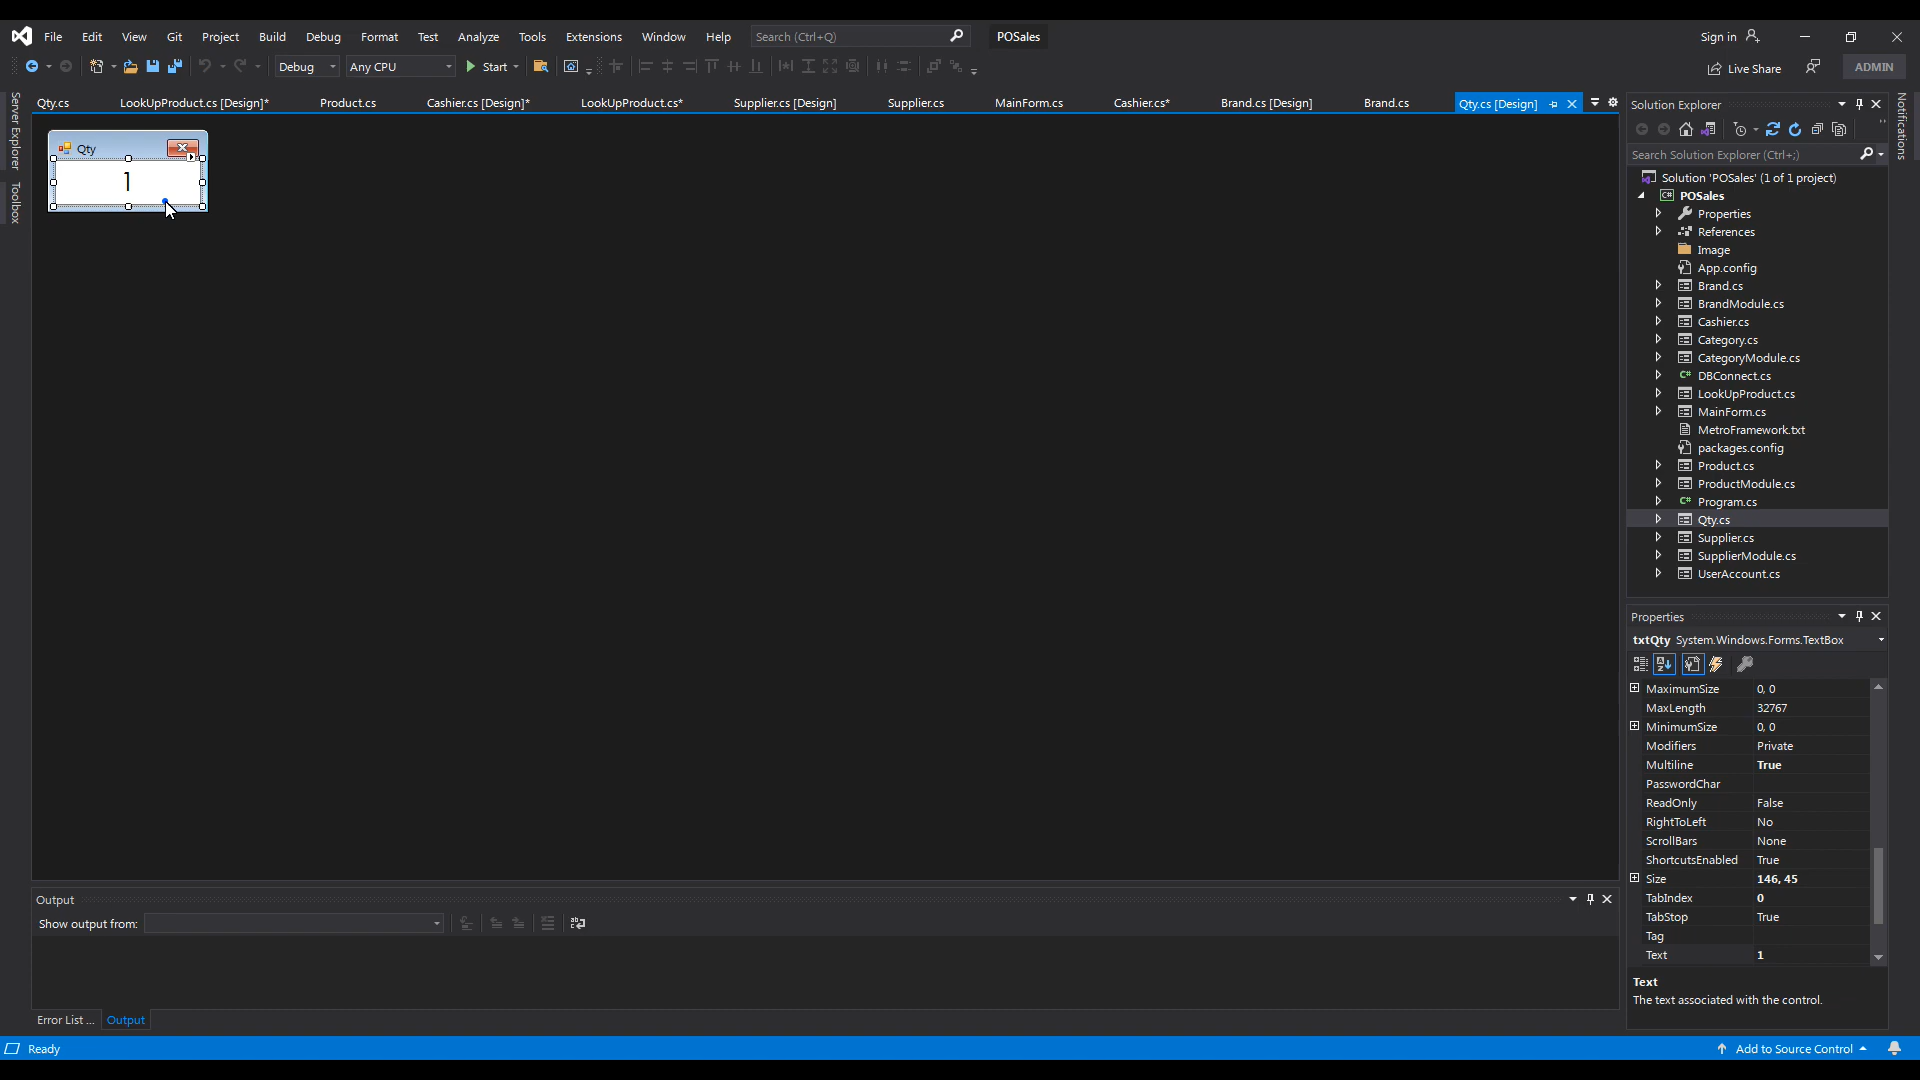 File Edit View Git Project Build Debug Format Test Analyze Tools Extensions Window Help Search (Ctrl+Q) POSales Sign in
Debug Any CPU Start Live Share ADMIN
Qty.cs LookUpProduct.cs [Design]* Product.cs Cashier.cs [Design]* LookUpProduct.cs* Supplier.cs [Design] Supplier.cs MainForm.cs Cashier.cs* Brand.cs [Design] Brand.cs Qty.cs [Design]
Server Explorer
Toolbox
Qty
1
Notifications
Solution Explorer
Search Solution Explorer (Ctrl+;)
Solution 'POSales' (1 of 1 project)
POSales
Properties
References
Image
App.config
Brand.cs
BrandModule.cs
Cashier.cs
Category.cs
CategoryModule.cs
DBConnect.cs
LookUpProduct.cs
MainForm.cs
MetroFramework.txt
packages.config
Product.cs
ProductModule.cs
Program.cs
Qty.cs
Supplier.cs
SupplierModule.cs
UserAccount.cs
Properties
txtQty System.Windows.Forms.TextBox
MaximumSize 0, 0
MaxLength 32767
MinimumSize 0, 0
Modifiers Private
Multiline True
PasswordChar
ReadOnly False
RightToLeft No
ScrollBars None
ShortcutsEnabled True
Size 146, 45
TabIndex 0
TabStop True
Tag
Text 1
Text
The text associated with the control.
Output
Show output from:
Error List ... Output
Ready Add to Source Control